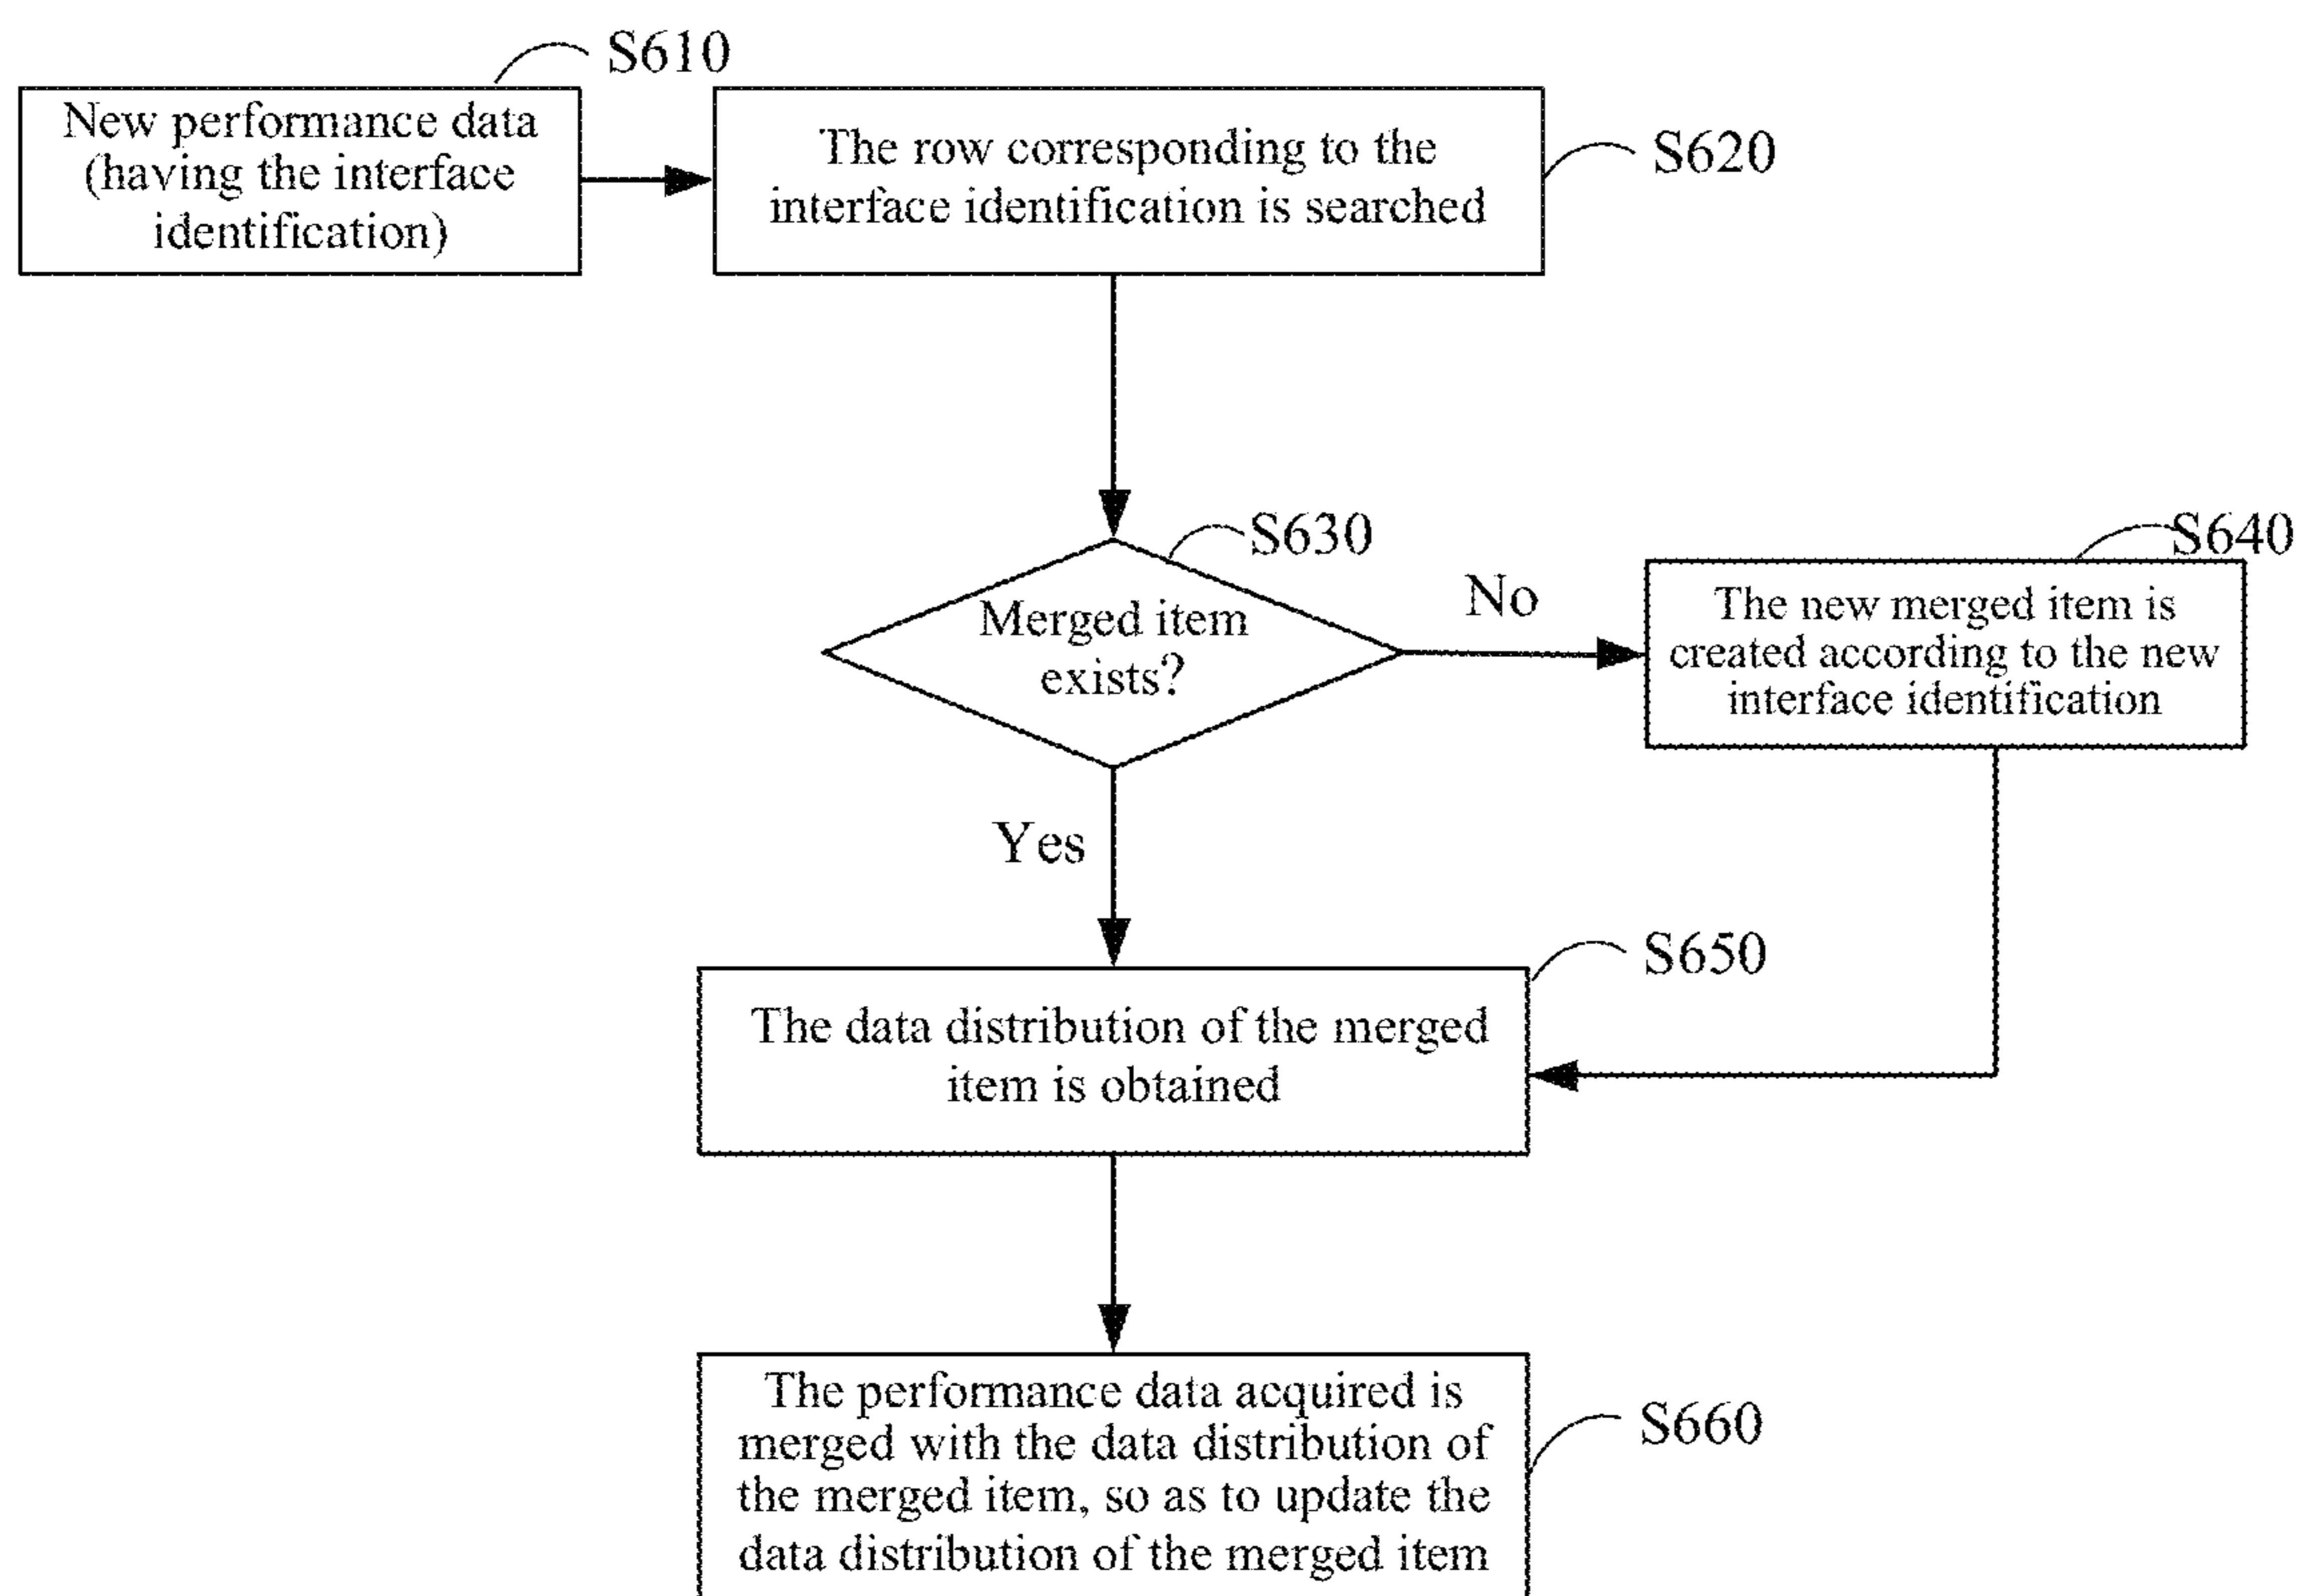 S610
New performance data
(having the interface
identification)
The row corresponding to the
interface identification is searched
S620
S630
Merged item
exists?
No
S640
The new merged item is
created according to the new
interface identification
Yes
S650
The data distribution of the merged
item is obtained
The performance data acquired is
merged with the data distribution of
the merged item, so as to update the
data distribution of the merged item
S660